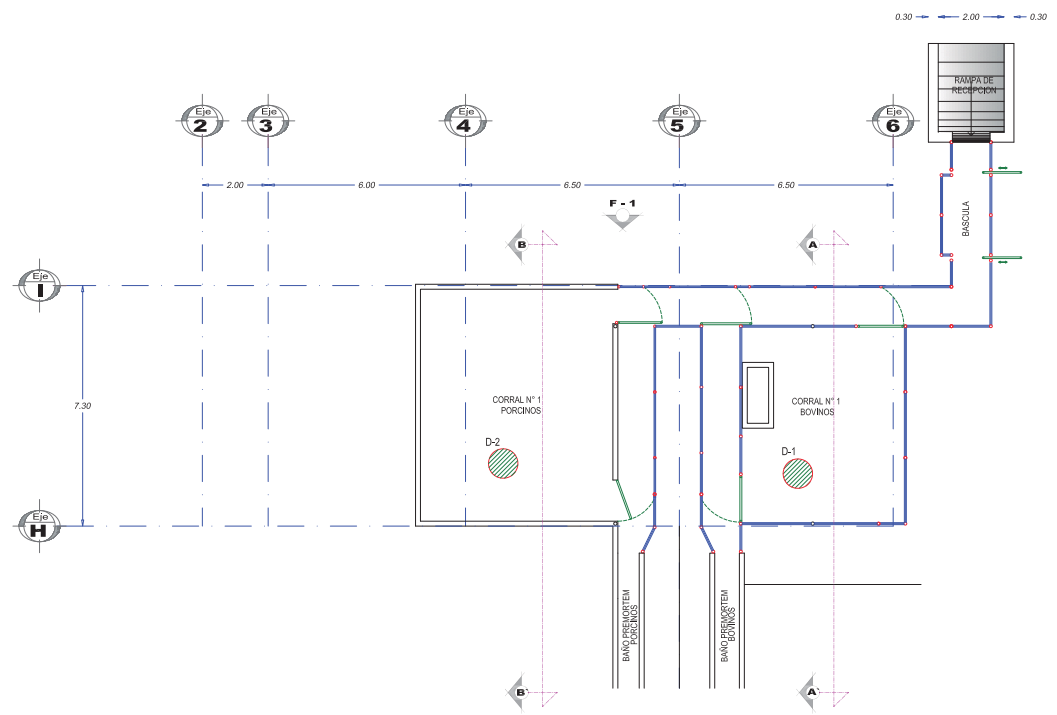 0.30
2.00
0.30
RAMPA DE
RECEPCION
Eje
2
Eje
3
Eje
4
Eje
5
Eje
6
2.00
6.00
6.50
6.50
F - 1
B
A
BASCULA
Eje
I
7.30
CORRAL N° 1
PORCINOS
CORRAL N° 1
BOVINOS
D-2
D-1
Eje
H
BAÑO PREMORTEM
PORCINOS
BAÑO PREMORTEM
BOVINOS
B'
A'